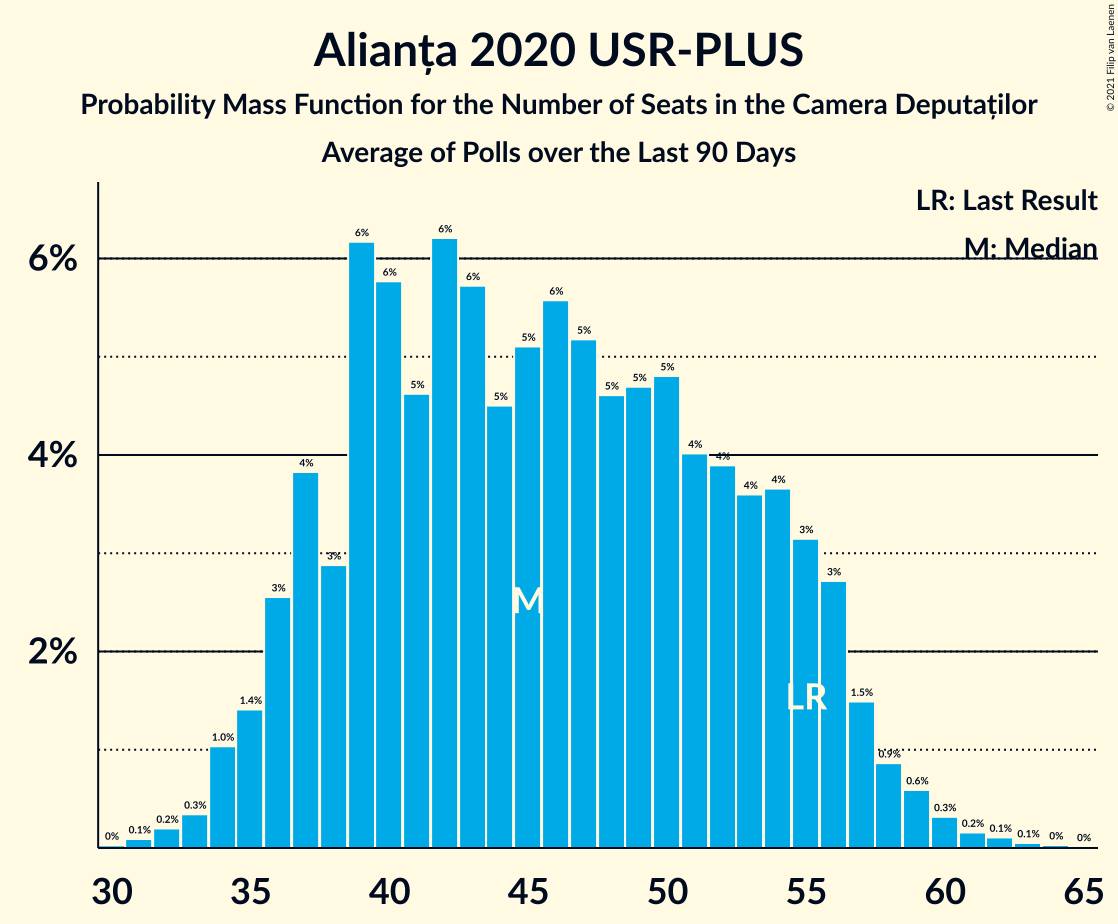 Alianța 2020 USR-PLUS
Probability Mass Function for the Number of Seats in the Camera Deputaților
Average of Polls over the Last 90 Days
© 2021 Filip van Laenen
LR: Last Result
M: Median
6%
4%
2%
0% 0.1% 0.2% 0.3% 1.0% 1.4% 3% 4% 3% 6% 6% 5% 6% 6% 5% 5% 6% 5% 5% 5% 5% 4% 4% 4% 4% 3% 3% 1.5% 0.9% 0.6% 0.3% 0.2% 0.1% 0.1% 0% 0%
M
LR
30 35 40 45 50 55 60 65